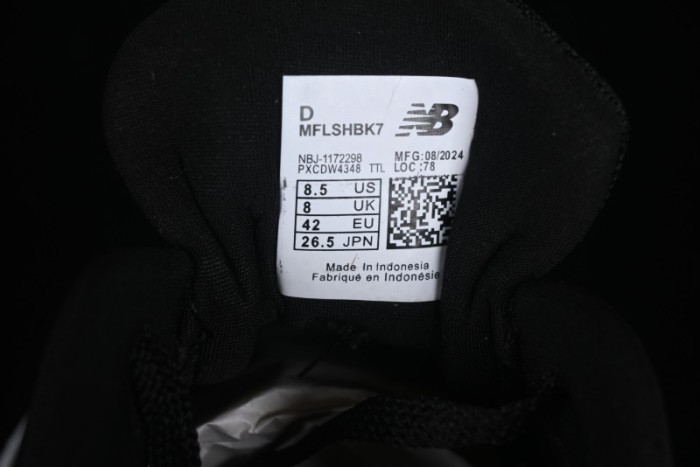 D
MFLSHBK7
NB
NBJ-1172298
MFG:08/2024
PXCDW4348 TTL LOC :78
8.5 US
8 UK
42 EU
26.5 JPN
Made In Indonesia
Fabriqué en Indonésie